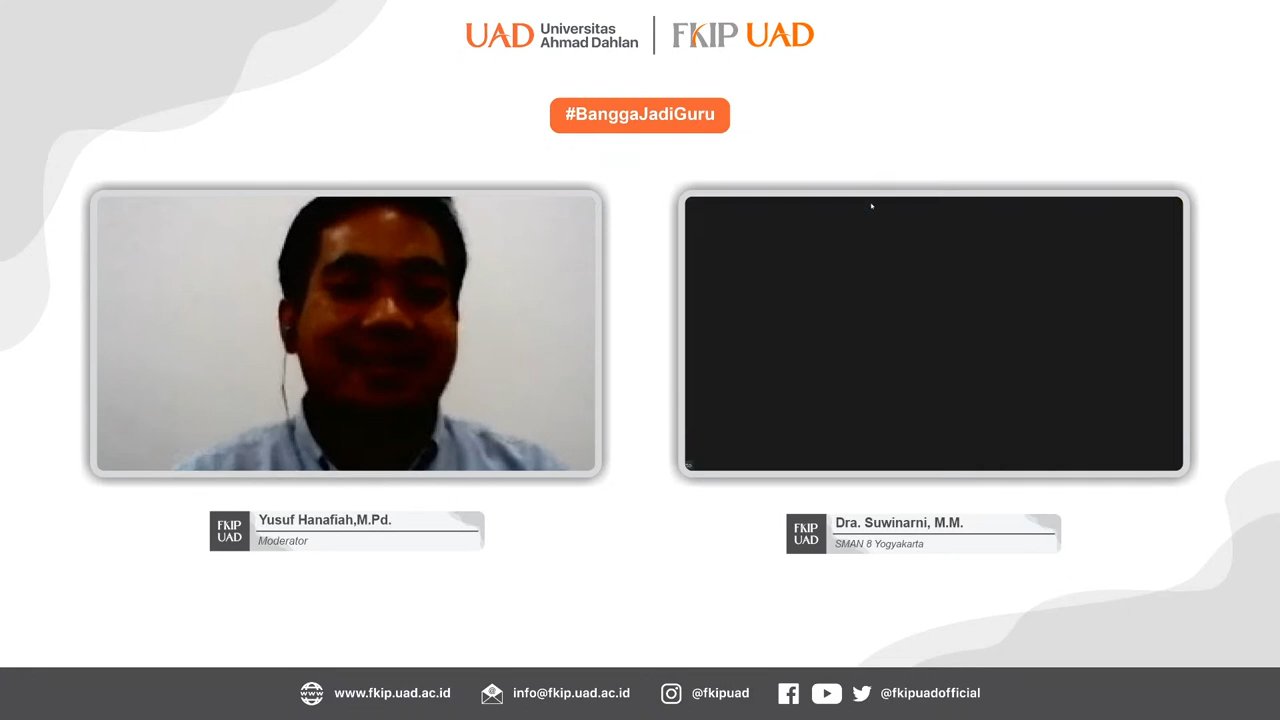 UAD Universitas Ahmad Dahlan
FKIP UAD
#BanggaJadiGuru
FKIP UAD
Yusuf Hanafiah,M.Pd.
Moderator
FKIP UAD
Dra. Suwinarni, M.M.
SMAN 8 Yogyakarta
www www.fkip.uad.ac.id info@fkip.uad.ac.id @fkipuad @fkipuadofficial